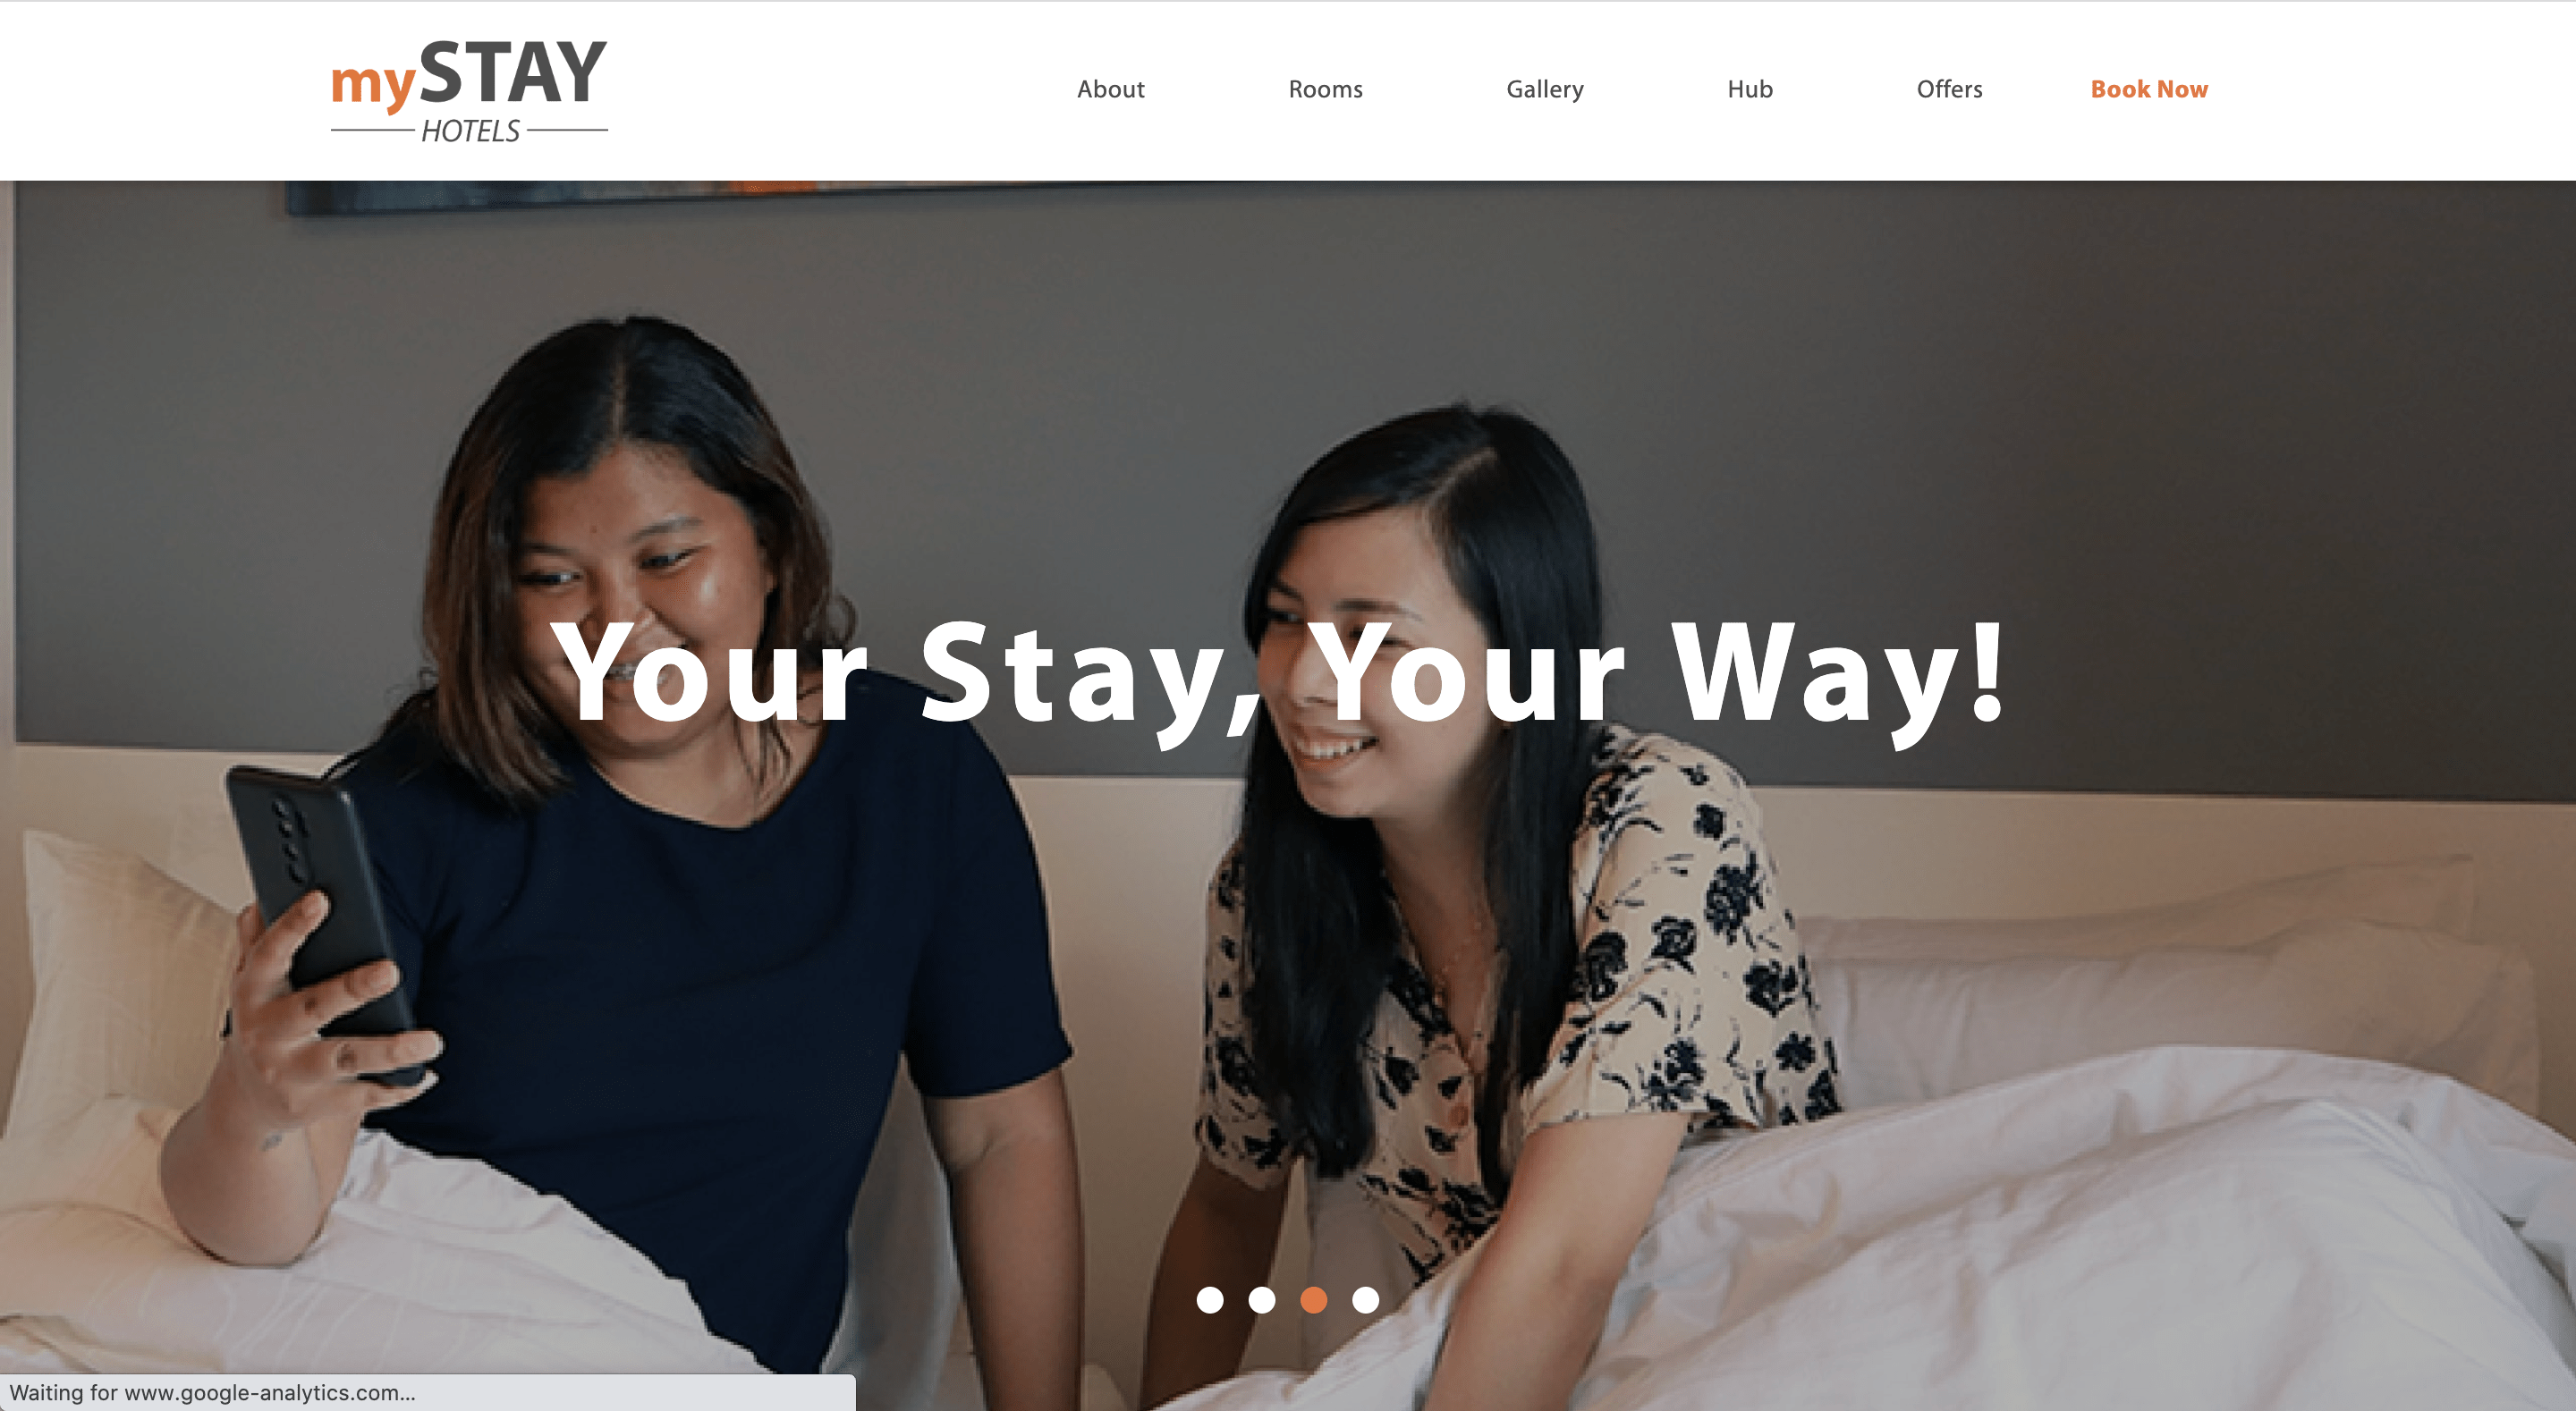 mySTAY
HOTELS
About
Rooms
Gallery
Hub
Offers
Book Now
Your Stay, Your Way!
Waiting for www.google-analytics.com...